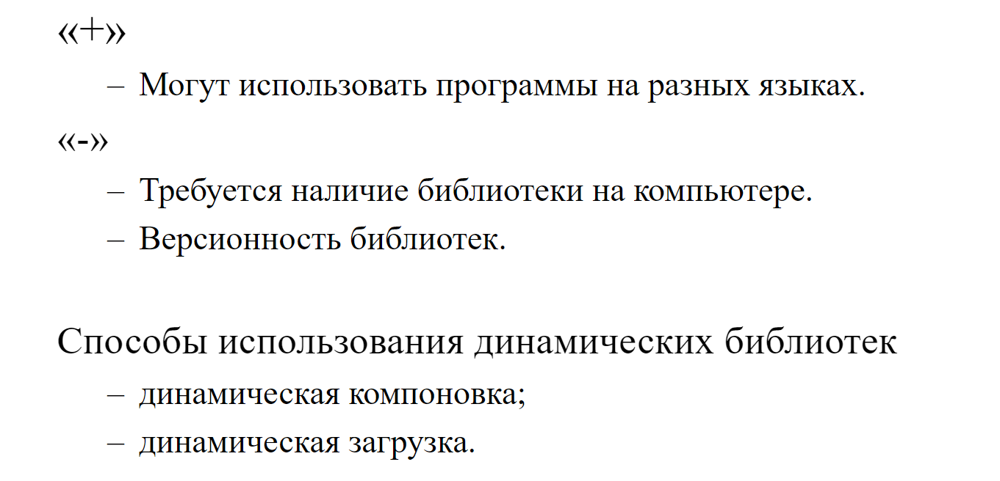 «+»
– Могут использовать программы на разных языках.
«-»
– Требуется наличие библиотеки на компьютере.
– Версионность библиотек.
Способы использования динамических библиотек
– динамическая компоновка;
– динамическая загрузка.